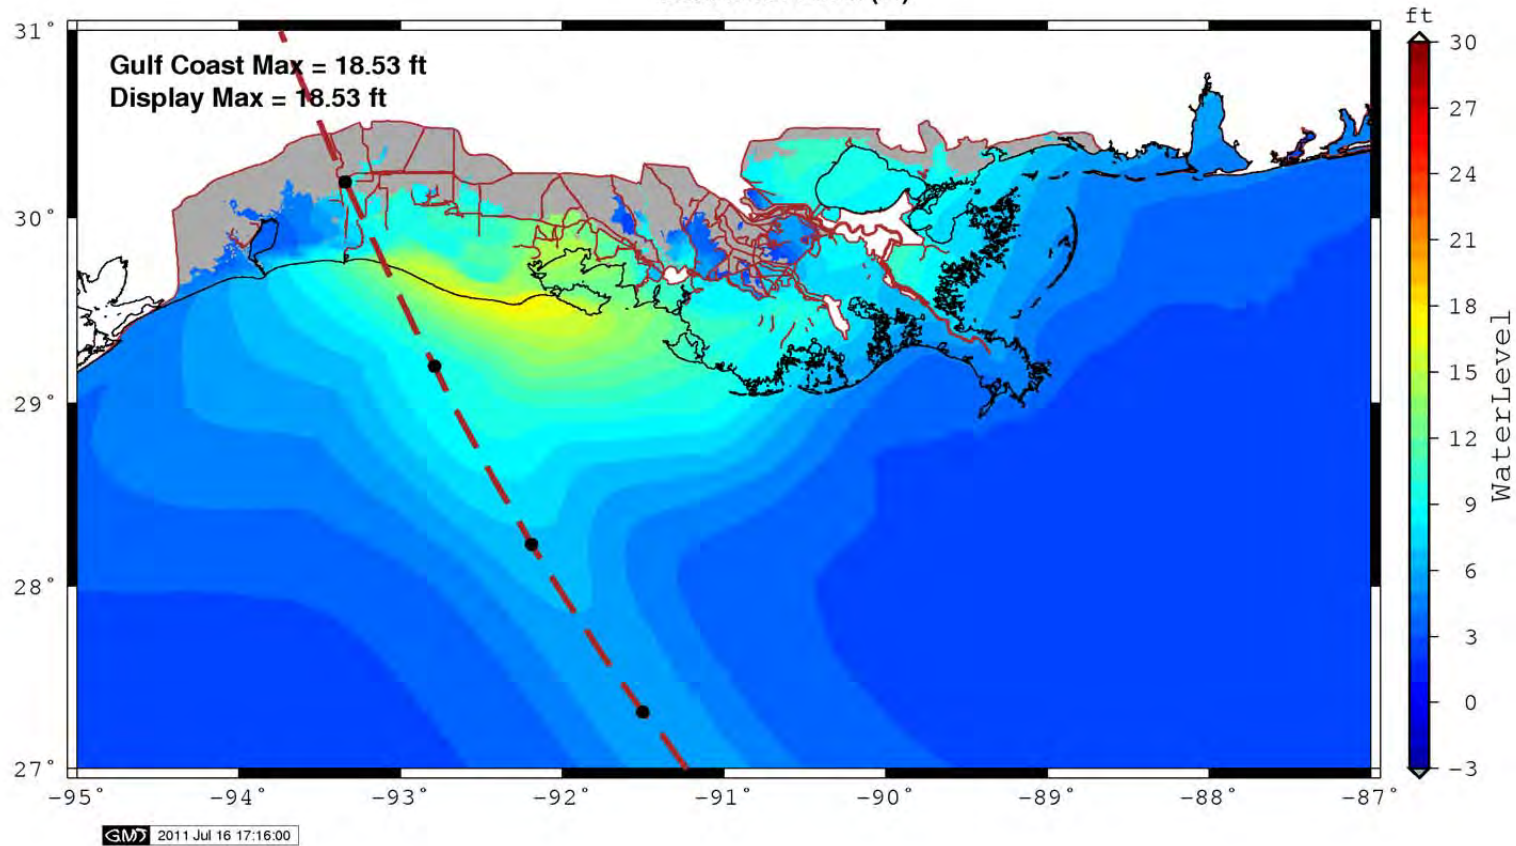 ft
31°
30°
29°
28°
27°
Gulf Coast Max = 18.53 ft
Display Max = 18.53 ft
30
27
24
21
18
15
12
9
6
3
0
-3
WaterLevel
-95° -94° -93° -92° -91° -90° -89° -88° -87°
GMT 2011 Jul 16 17:16:00